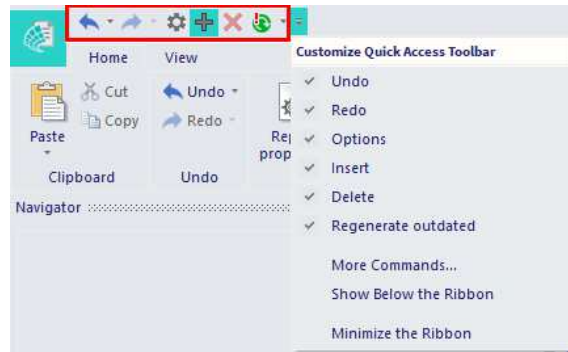 Home View
Customize Quick Access Toolbar
Cut
Copy
Paste
Clipboard
Undo
Redo
Undo
Navigator
Undo
Redo
Options
Insert
Delete
Regenerate outdated
More Commands...
Show Below the Ribbon
Minimize the Ribbon